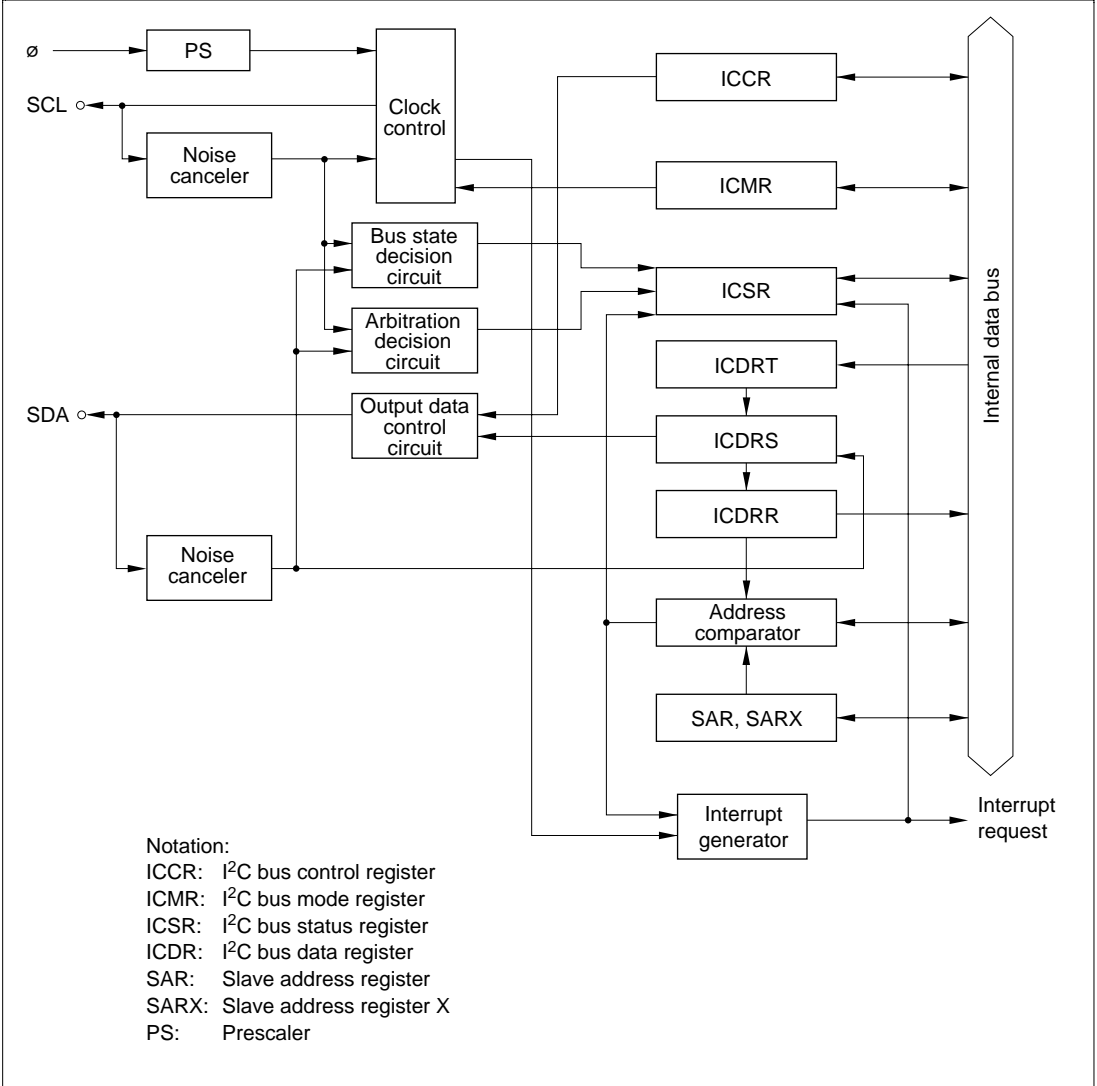 ø
PS
ICCR
SCL
Clock
control
Noise
canceler
ICMR
Bus state
decision
circuit
ICSR
Internal data bus
Arbitration
decision
circuit
ICDRT
SDA
Output data
control
circuit
ICDRS
ICDRR
Noise
canceler
Address
comparator
SAR, SARX
Interrupt
generator
Interrupt
request
Notation:
ICCR: I²C bus control register
ICMR: I²C bus mode register
ICSR: I²C bus status register
ICDR: I²C bus data register
SAR: Slave address register
SARX: Slave address register X
PS: Prescaler